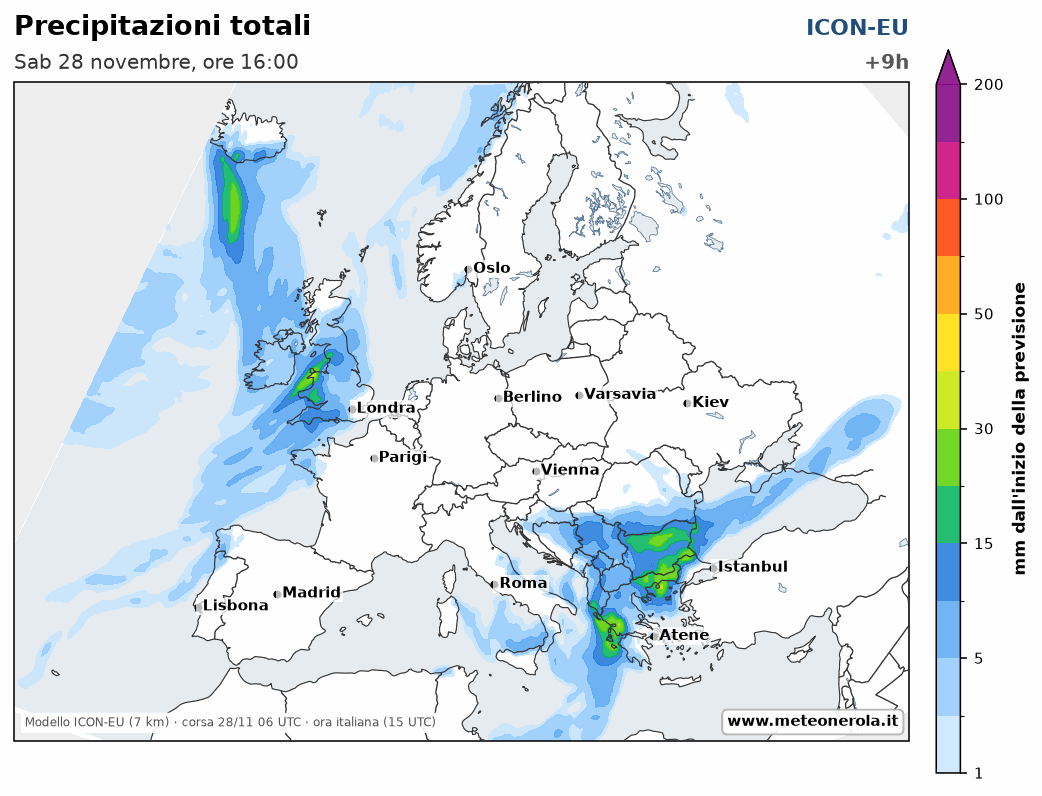 Precipitazioni totali
ICON-EU
Sab 28 novembre, ore 16:00
+9h
200
100
50
30
15
5
1
mm dall'inizio della previsione
Oslo
Berlino
Varsavia
Kiev
Londra
Parigi
Vienna
Istanbul
Roma
Madrid
Lisbona
Atene
Modello ICON-EU (7 km) · corsa 28/11 06 UTC · ora italiana (15 UTC)
www.meteonerola.it